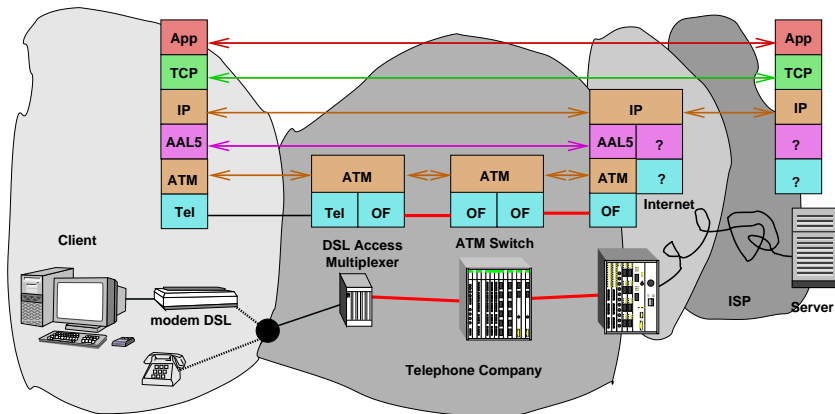 App
App
TCP
TCP
IP
IP
IP
AAL5
AAL5
?
?
ATM
ATM
ATM
ATM
?
?
Tel
Tel
OF
OF
OF
OF
Internet
Client
DSL Access
Multiplexer
ATM Switch
modem DSL
ISP
Server
Telephone Company